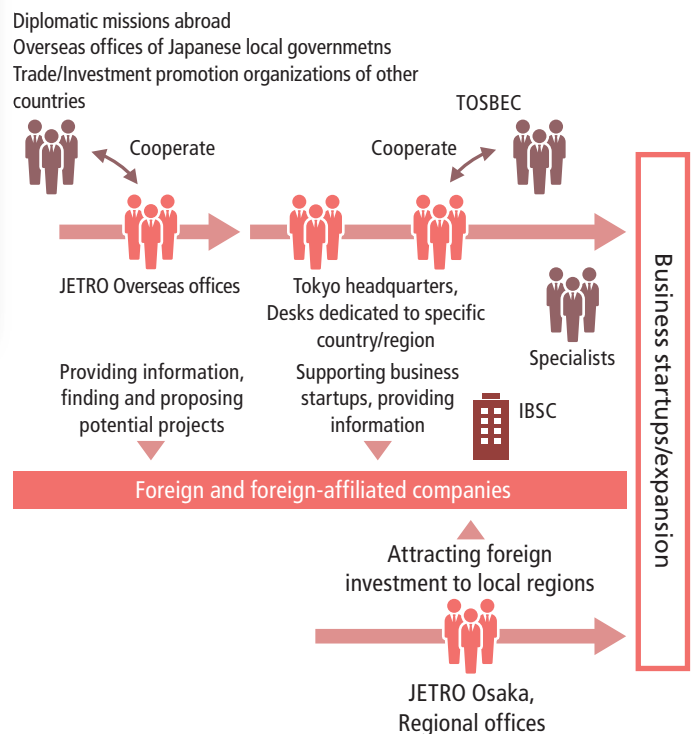 Diplomatic missions abroad
Overseas offices of Japanese local governmetns
Trade/Investment promotion organizations of other
countries
TOSBEC
Cooperate
Cooperate
JETRO Overseas offices
Tokyo headquarters,
Desks dedicated to specific
country/region
Specialists
Providing information,
finding and proposing
potential projects
Supporting business
startups, providing
information
IBSC
Foreign and foreign-affiliated companies
Business startups/expansion
Attracting foreign
investment to local regions
JETRO Osaka,
Regional offices